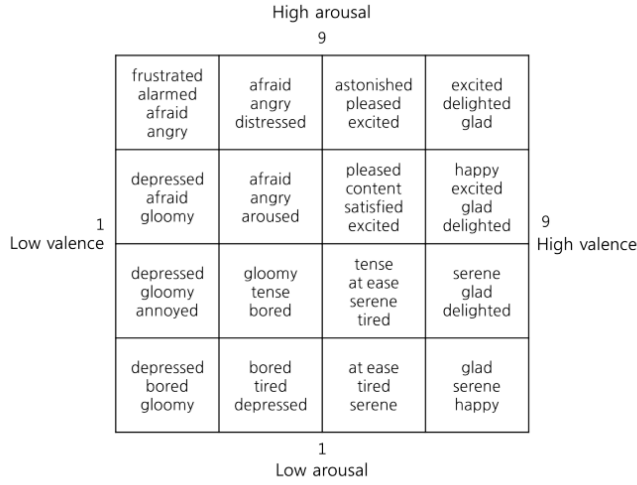 High arousal
9
frustrated
alarmed
afraid
angry
afraid
angry
distressed
astonished
pleased
excited
excited
delighted
glad
depressed
afraid
gloomy
afraid
angry
aroused
pleased
content
satisfied
excited
happy
excited
glad
delighted
1
Low valence
9
High valence
depressed
gloomy
annoyed
gloomy
tense
bored
tense
at ease
serene
tired
serene
glad
delighted
depressed
bored
gloomy
bored
tired
depressed
at ease
tired
serene
glad
serene
happy
1
Low arousal